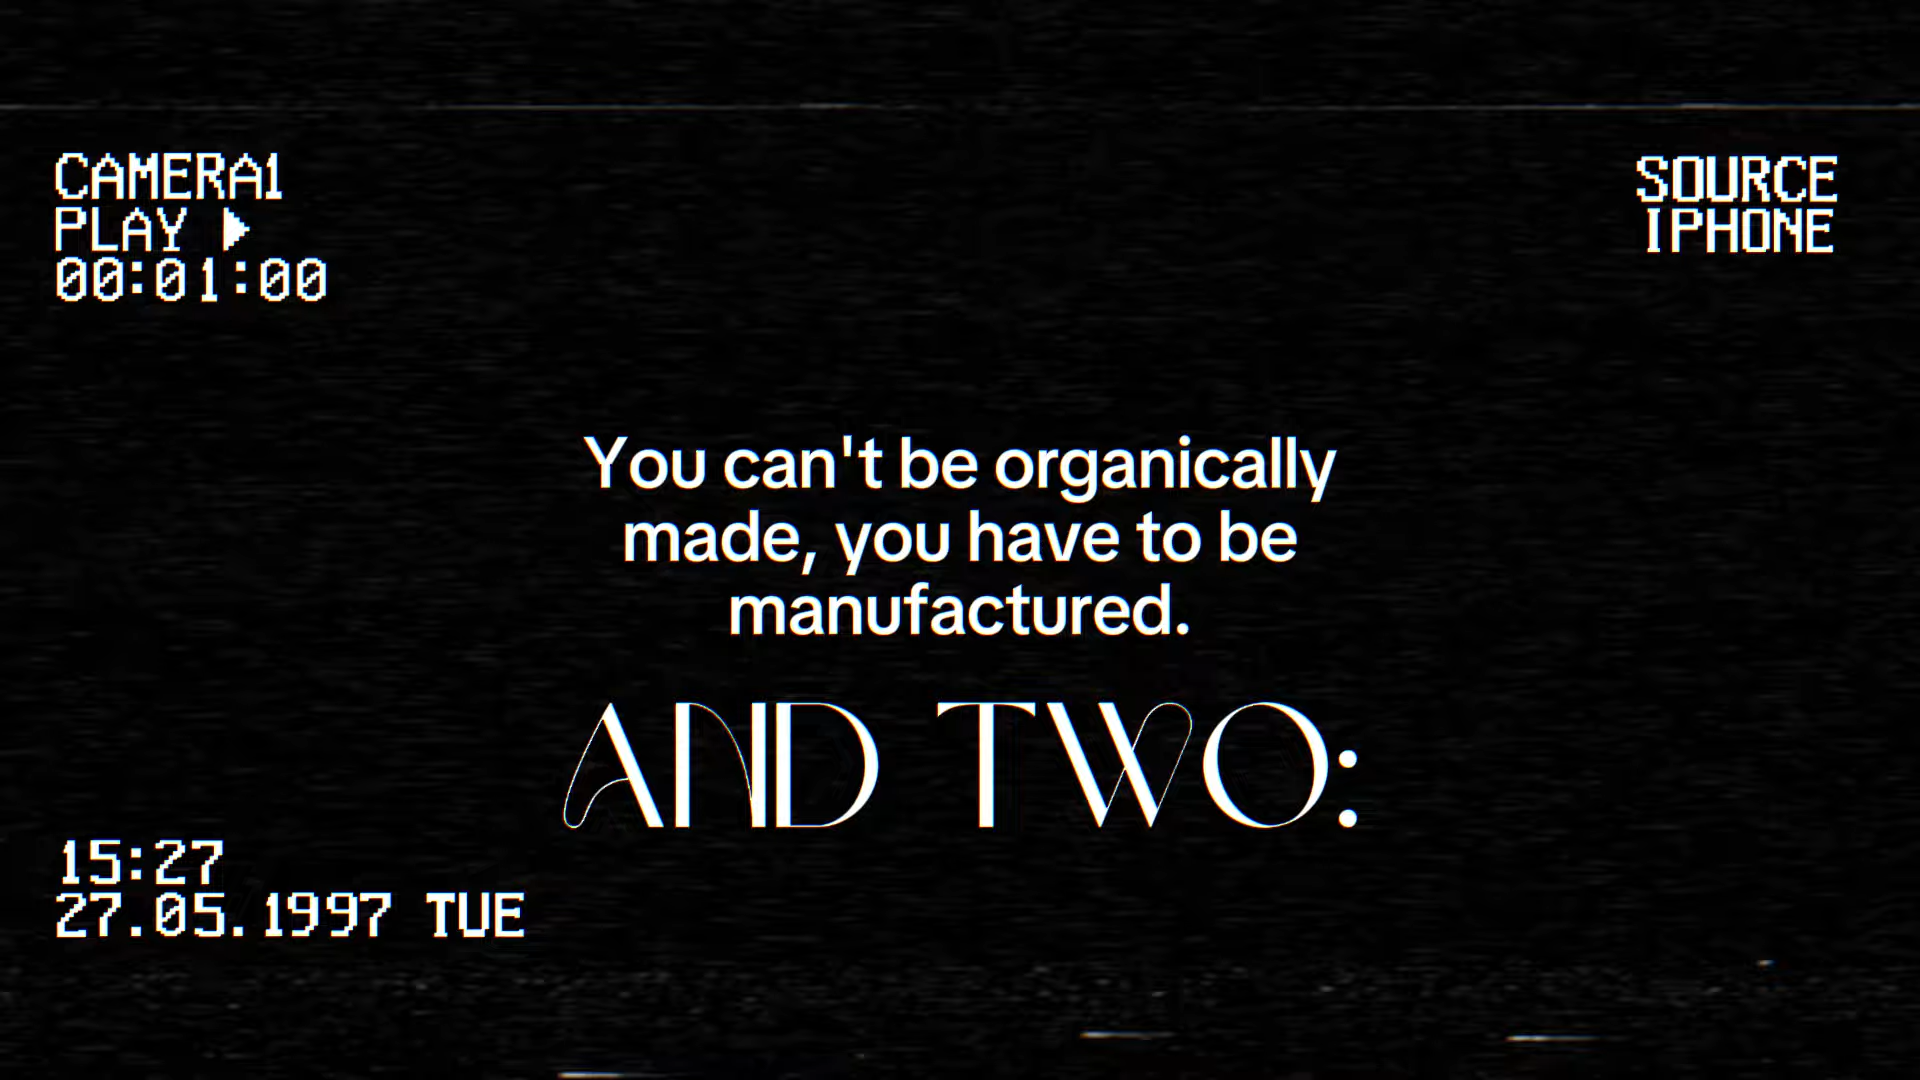 CAMERA1
PLAY ▶
00:01:00
SOURCE
IPHONE
You can't be organically
made, you have to be
manufactured.
AND TWO:
15:27
27.05.1997 TUE